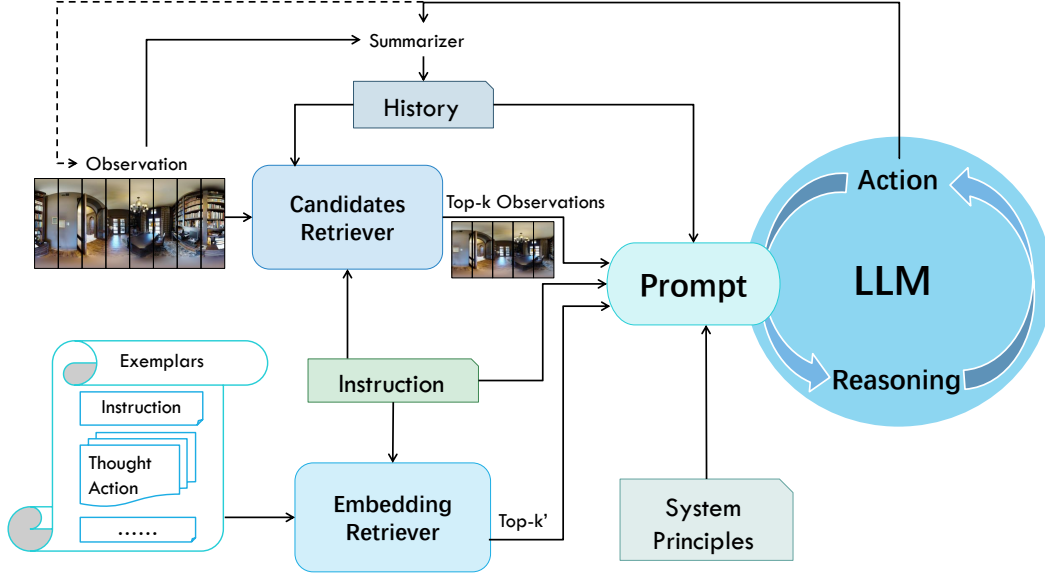 Summarizer
History
Observation
Candidates
Retriever
Top-k Observations
Action
Prompt
LLM
Reasoning
Exemplars
Instruction
Thought
Action
......
Instruction
Embedding
Retriever
Top-k’
System
Principles